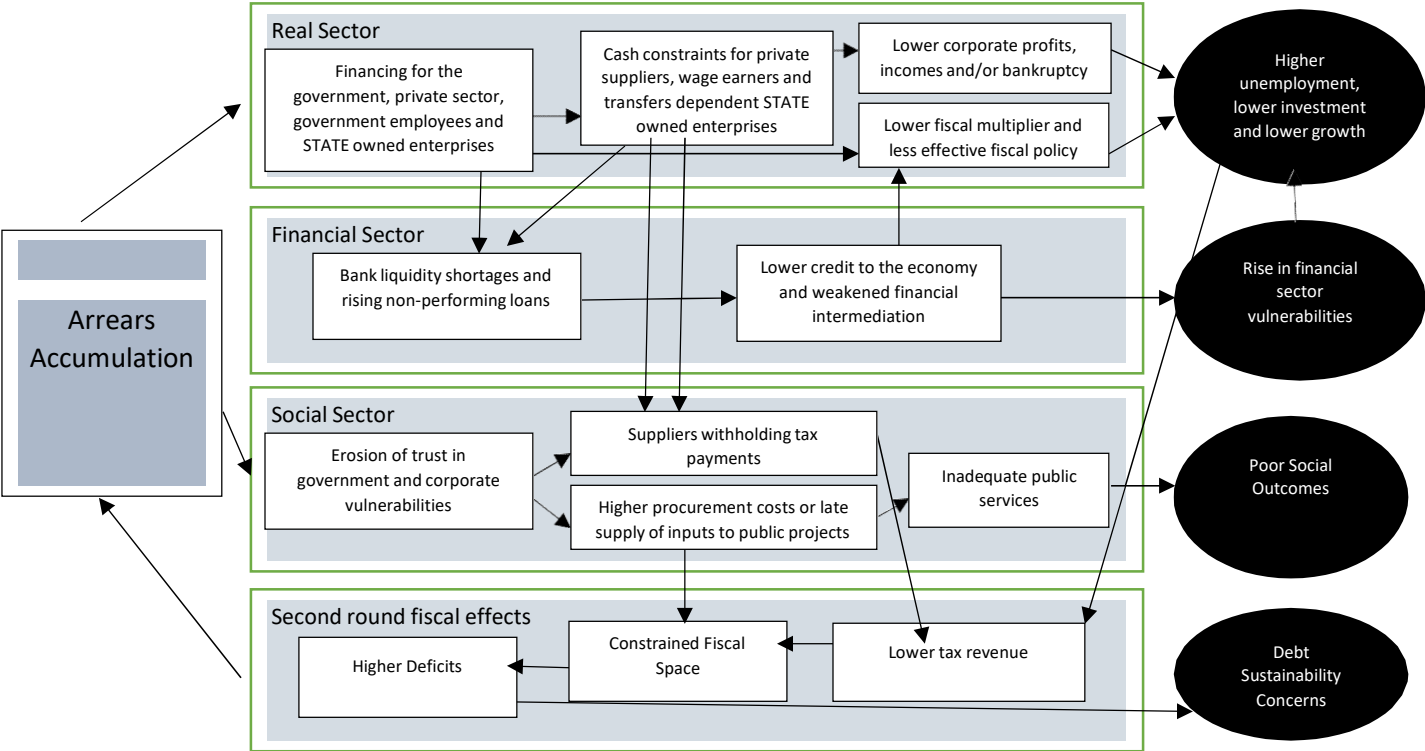 Arrears
Accumulation
Real Sector
Financing for the
government, private sector,
government employees and
STATE owned enterprises
Cash constraints for private
suppliers, wage earners and
transfers dependent STATE
owned enterprises
Lower corporate profits,
incomes and/or bankruptcy
Lower fiscal multiplier and
less effective fiscal policy
Higher
unemployment,
lower investment
and lower growth
Financial Sector
Bank liquidity shortages and
rising non-performing loans
Lower credit to the economy
and weakened financial
intermediation
Rise in financial
sector
vulnerabilities
Social Sector
Erosion of trust in
government and corporate
vulnerabilities
Suppliers withholding tax
payments
Higher procurement costs or late
supply of inputs to public projects
Inadequate public
services
Poor Social
Outcomes
Second round fiscal effects
Higher Deficits
Constrained Fiscal
Space
Lower tax revenue
Debt
Sustainability
Concerns